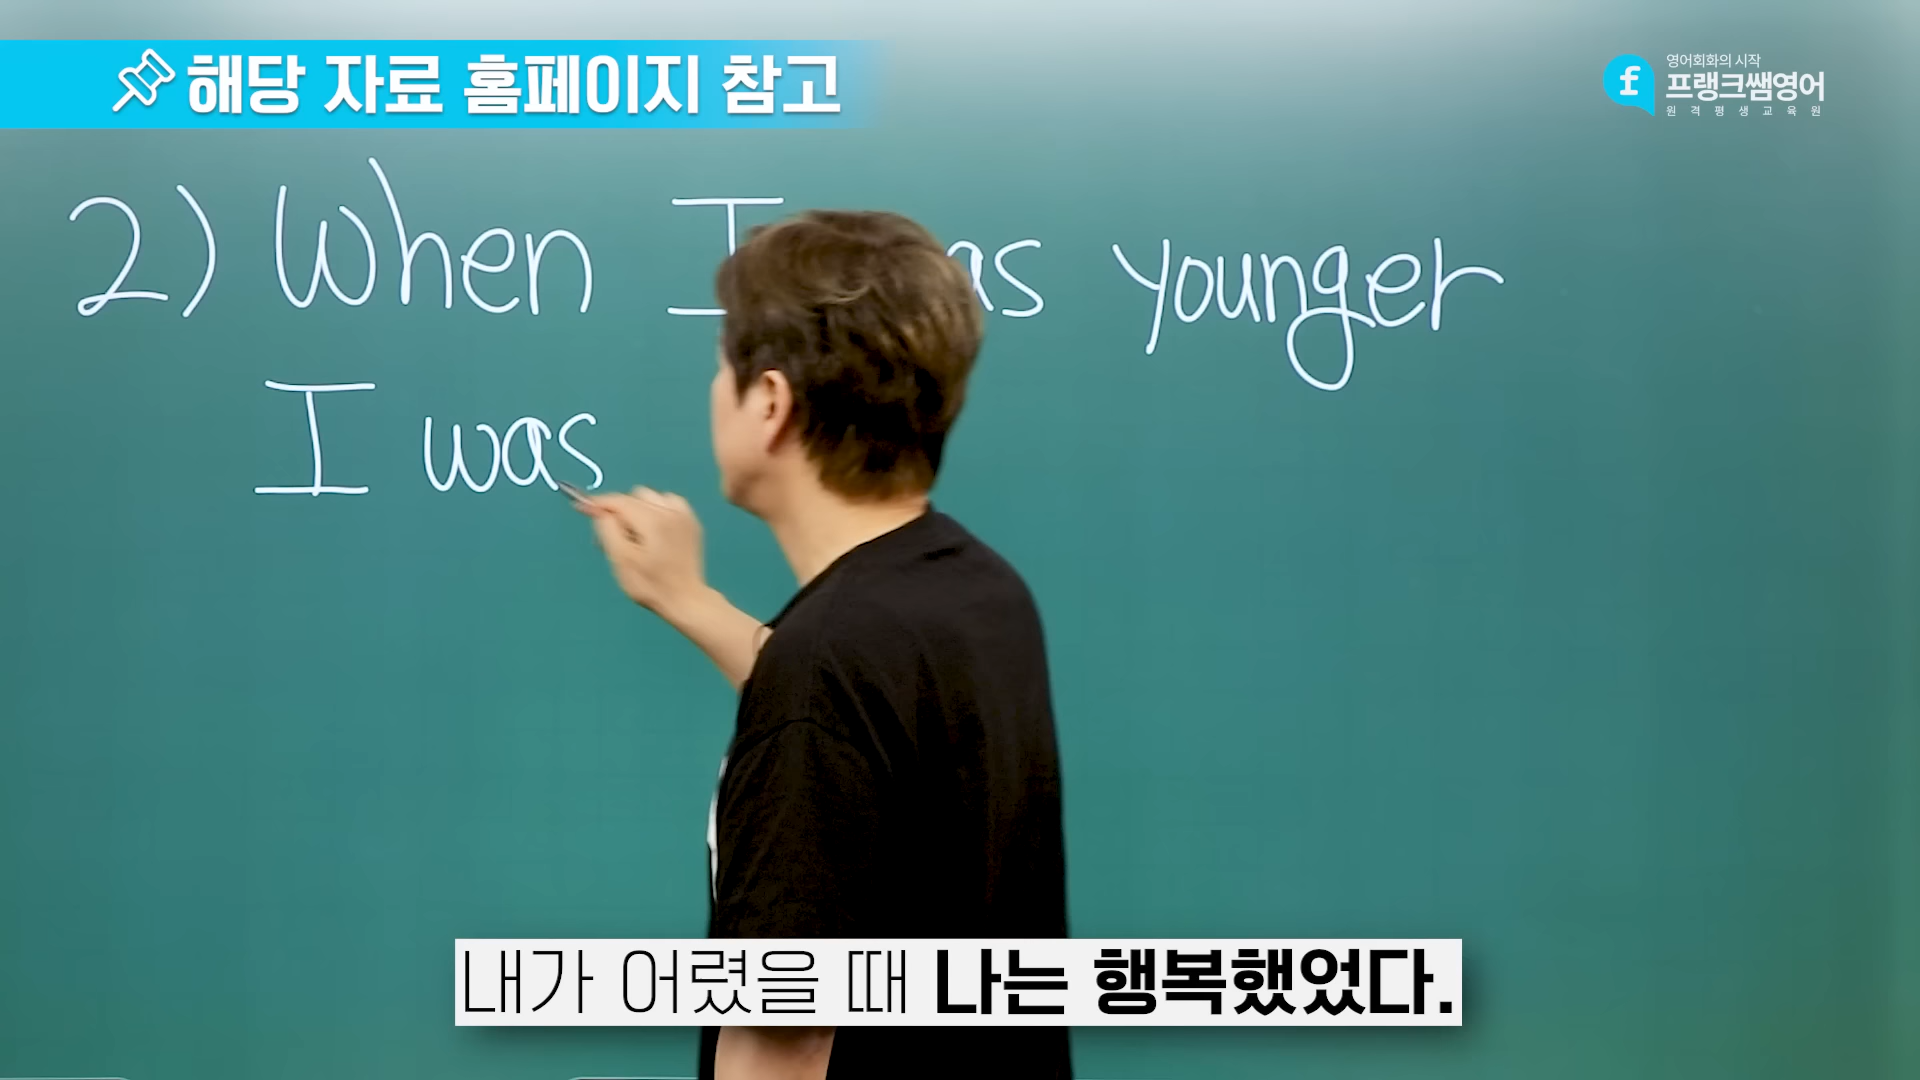 해당 자료 홈페이지 참고
영어회화의 시작
프랭크쌤영어
원격평생교육원
2) When I as younger
I was
내가 어렸을 때 나는 행복했었다.